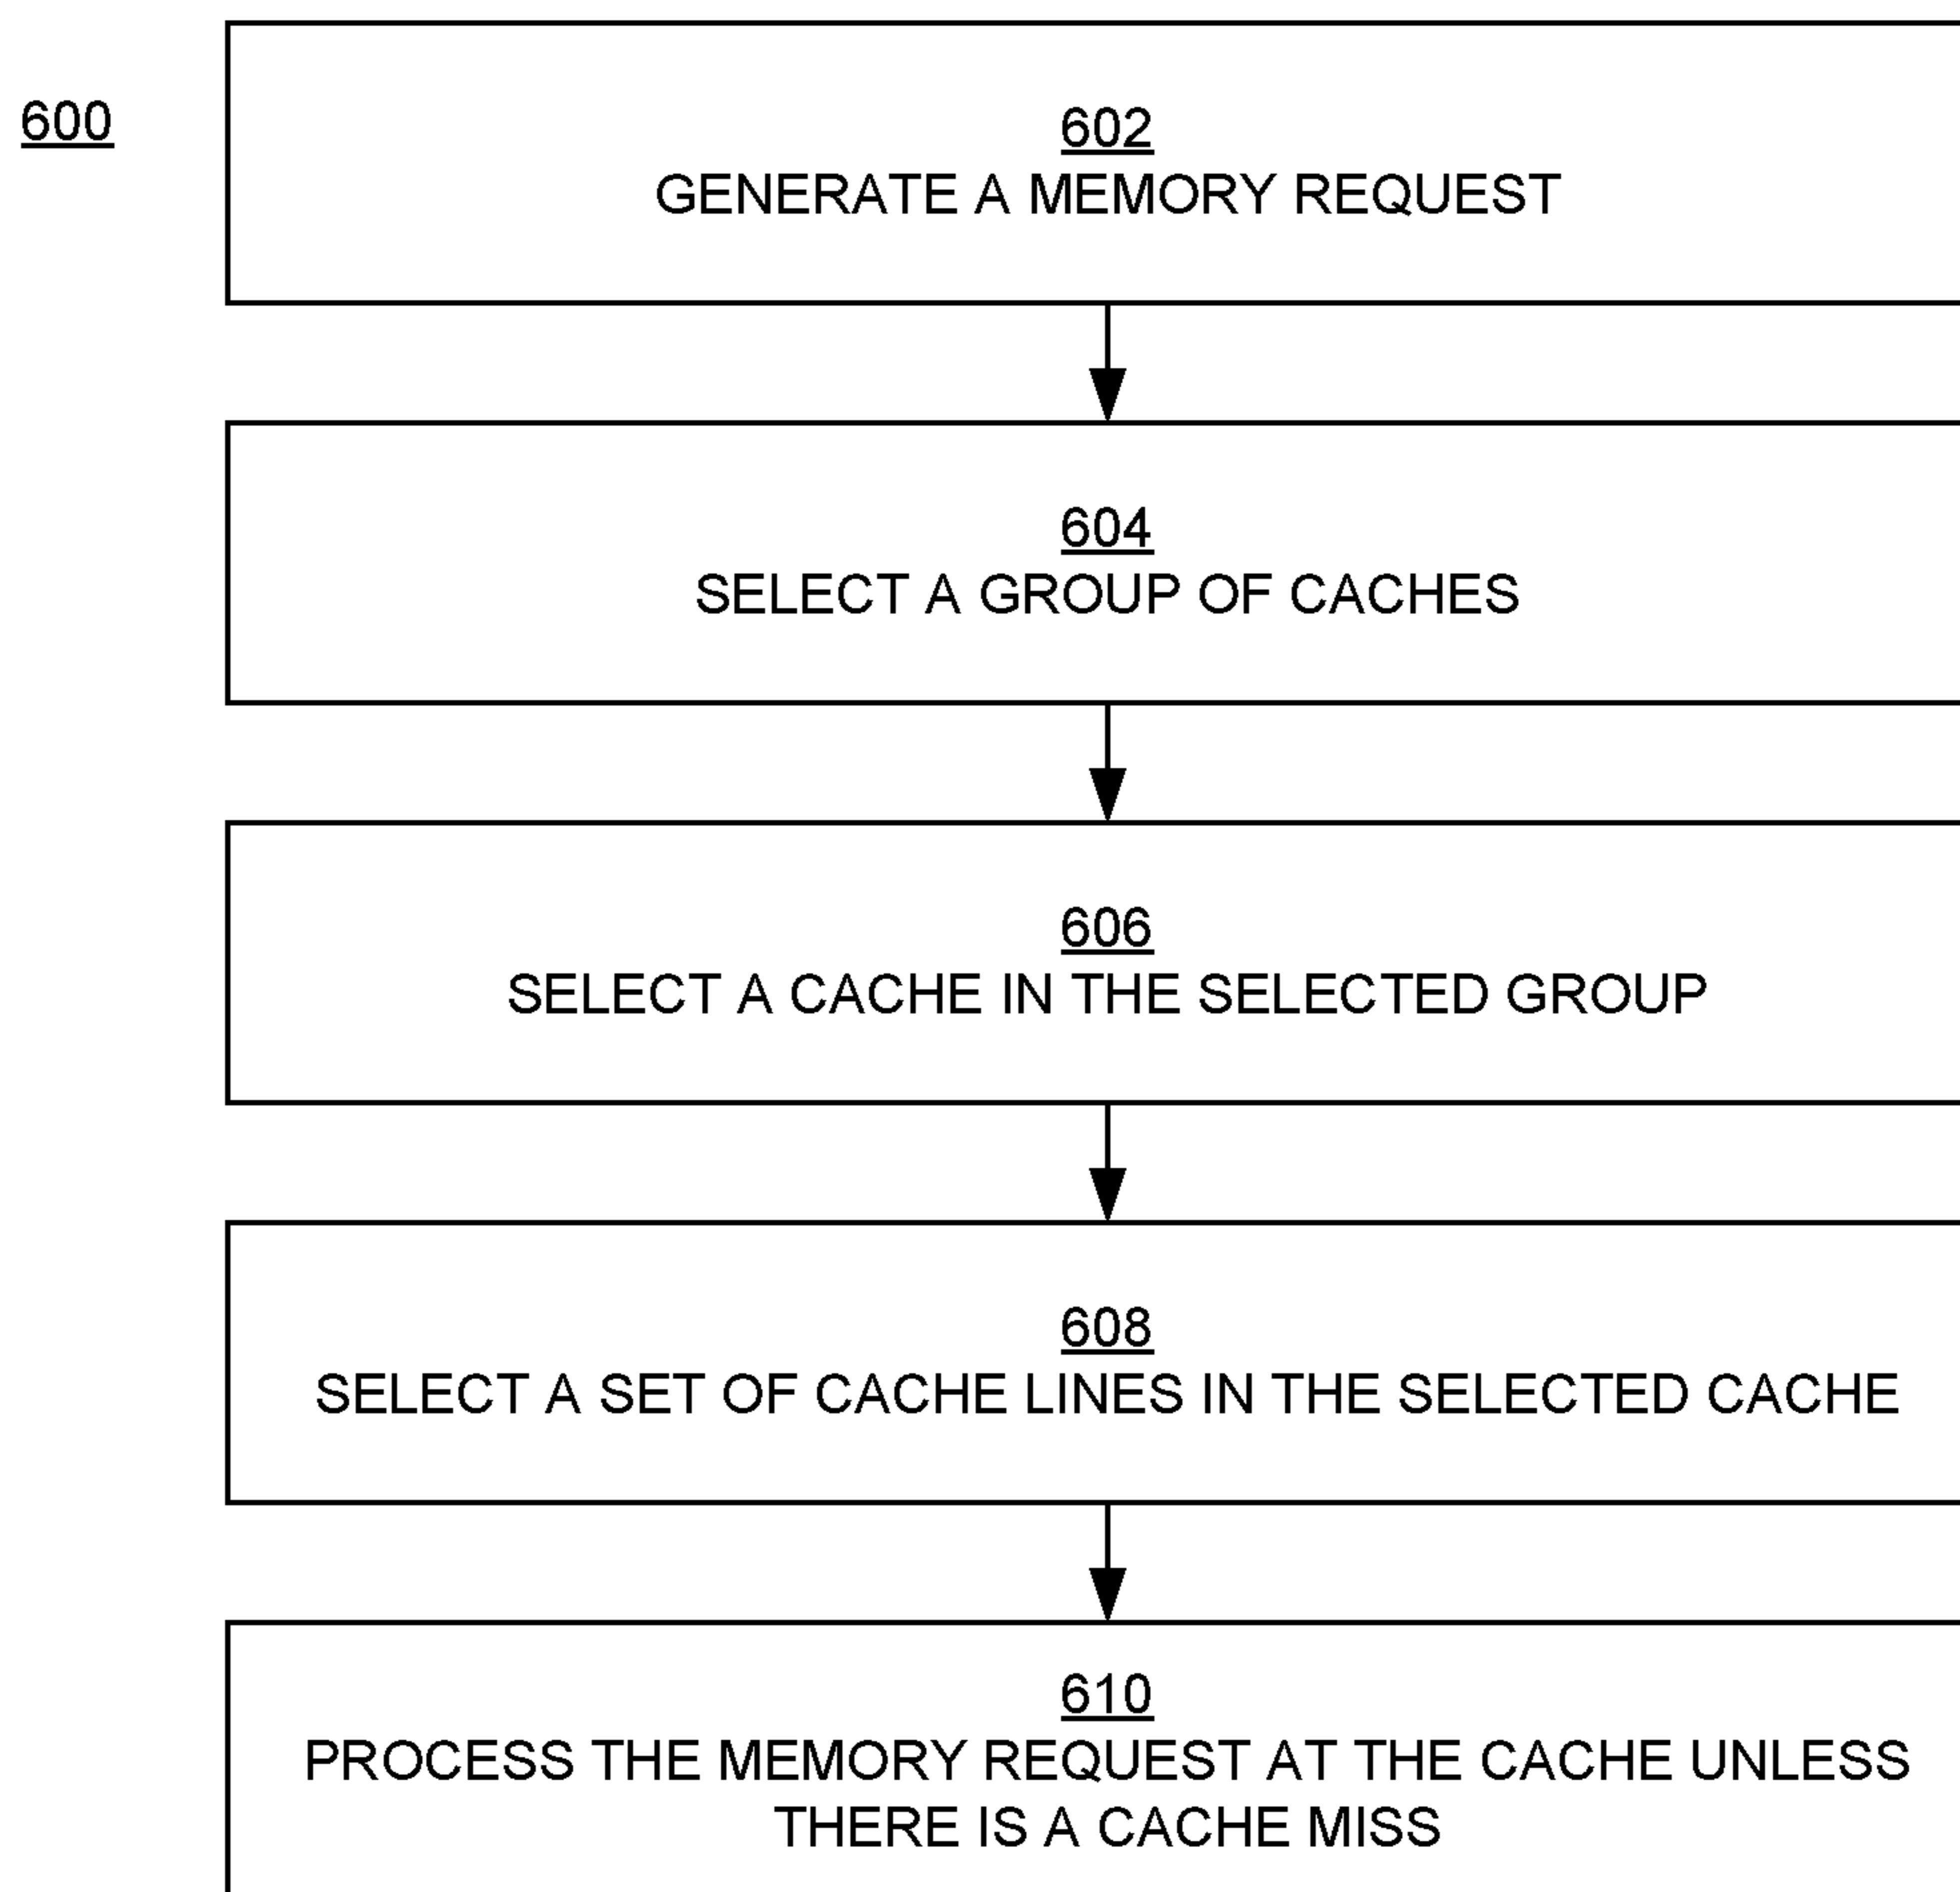 600
602
GENERATE A MEMORY REQUEST
604
SELECT A GROUP OF CACHES
606
SELECT A CACHE IN THE SELECTED GROUP
608
SELECT A SET OF CACHE LINES IN THE SELECTED CACHE
610
PROCESS THE MEMORY REQUEST AT THE CACHE UNLESS
THERE IS A CACHE MISS